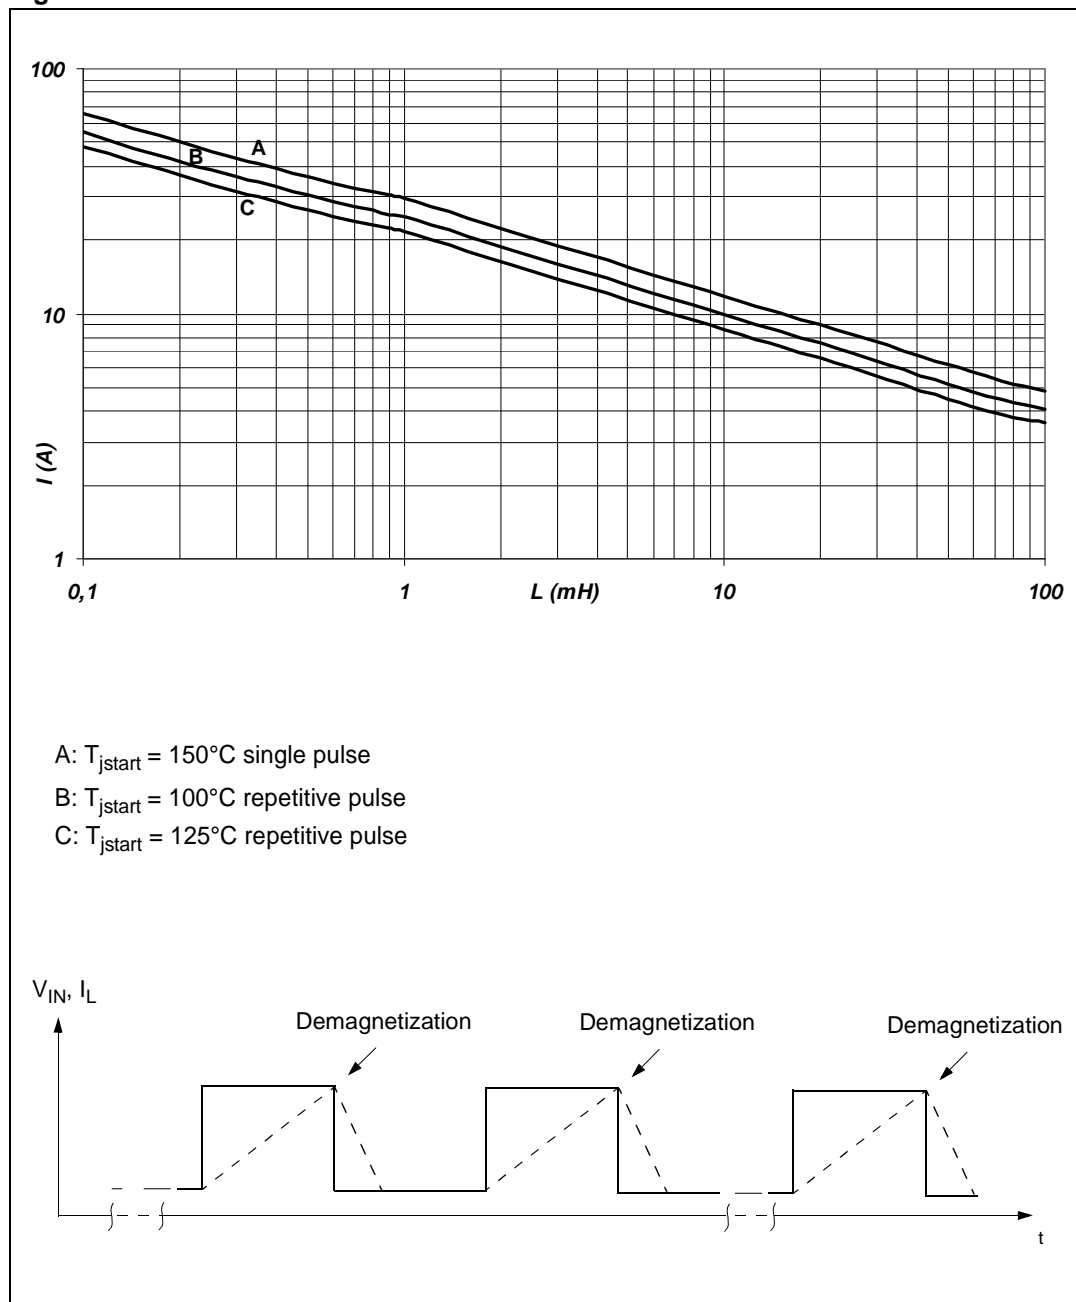 100
A
B
C
10
I (A)
1
0,1 1 L (mH) 10 100
A: Tjstart = 150°C single pulse
B: Tjstart = 100°C repetitive pulse
C: Tjstart = 125°C repetitive pulse
VIN, IL
Demagnetization Demagnetization Demagnetization
t